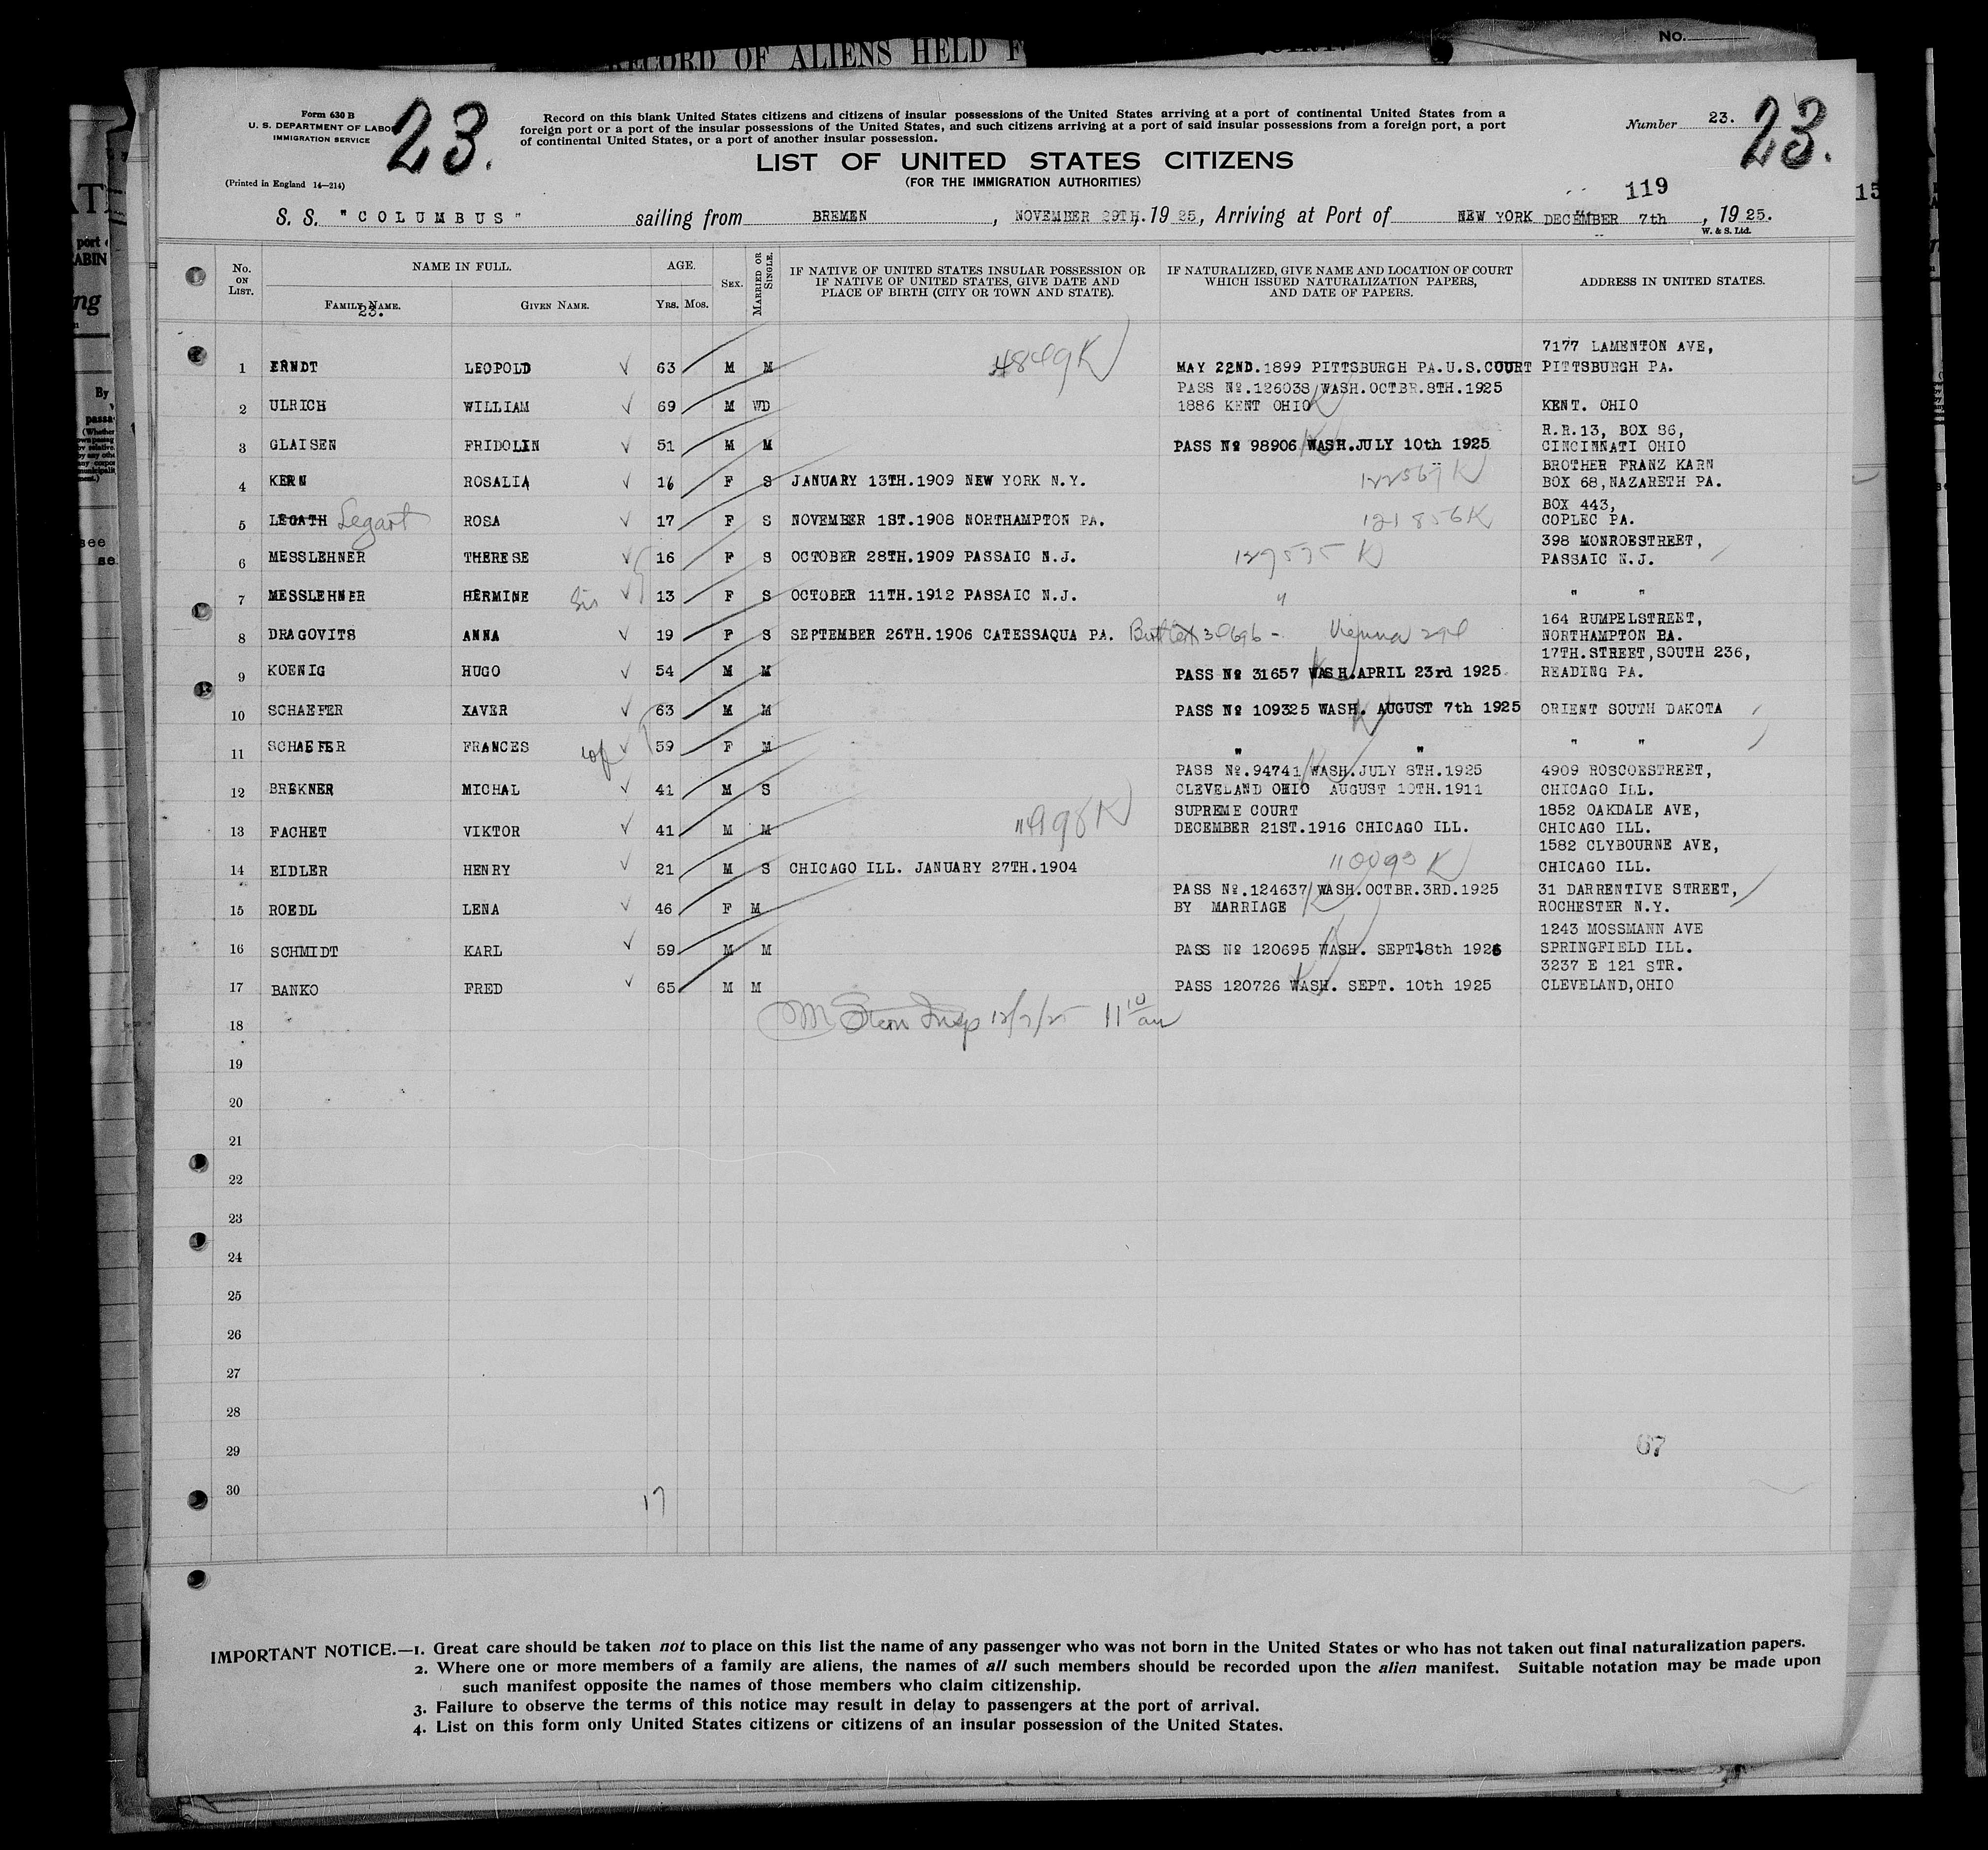 RECORD OF ALIENS HELD F
No.
Form 630 B
U. S. DEPARTMENT OF LABO
IMMIGRATION SERVICE
(Printed in England 14—214)
23.
Record on this blank United States citizens and citizens of insular possessions of the United States arriving at a port of continental United States from a
foreign port or a port of the insular possessions of the United States, and such citizens arriving at a port of said insular possessions from a foreign port, a port
of continental United States, or a port of another insular possession.
Number 23.
23.
LIST OF UNITED STATES CITIZENS
(FOR THE IMMIGRATION AUTHORITIES)
119
S. S. "COLUMBUS" sailing from BREMEN, NOVEMBER 29TH, 1925, Arriving at Port of NEW YORK DECEMBER 7th, 1925.
W. & S. Ltd.
No. ON LIST. NAME IN FULL. AGE. SEX. MARRIED OR SINGLE. IF NATIVE OF UNITED STATES INSULAR POSSESSION OR IF NATIVE OF UNITED STATES, GIVE DATE AND PLACE OF BIRTH (CITY OR TOWN AND STATE). IF NATURALIZED, GIVE NAME AND LOCATION OF COURT WHICH ISSUED NATURALIZATION PAPERS, AND DATE OF PAPERS. ADDRESS IN UNITED STATES.
FAMILY NAME. GIVEN NAME. YRS. MOS.
23.
7177 LAMENTON AVE,
1 ERNDT LEOPOLD 63 M M 4849K MAY 22ND.1899 PITTSBURGH PA.U.S.COURT PITTSBURGH PA.
PASS No.126038 WASH.OCTBR.8TH.1925
2 ULRICH WILLIAM 69 M WD 1886 KENT OHIO KENT. OHIO
R.R.13, BOX 86,
3 GLAISEN FRIDOLIN 51 M M PASS No 98906 WASH.JULY 10th 1925 CINCINNATI OHIO
BROTHER FRANZ KARN
4 KERN ROSALIA 16 F S JANUARY 13TH.1909 NEW YORK N.Y. 122367 K BOX 68,NAZARETH PA.
BOX 443,
5 LEGATH Legart ROSA 17 F S NOVEMBER 1ST.1908 NORTHAMPTON PA. 121856K COPLEC PA.
398 MONROESTREET,
6 MESSLEHNER THERESE 16 F S OCTOBER 28TH.1909 PASSAIC N.J. 127575 K PASSAIC N.J.
7 MESSLEHNER HERMINE Sis 13 F S OCTOBER 11TH.1912 PASSAIC N.J. " " "
164 RUMPELSTREET,
8 DRAGOVITS ANNA 19 F S SEPTEMBER 26TH.1906 CATESSAQUA PA. Vienna NORTHAMPTON PA.
17TH.STREET,SOUTH 236,
9 KOENIG HUGO 54 M M PASS No 31657 WASH.APRIL 23rd 1925. READING PA.
10 SCHAEFER XAVER 63 M M PASS No 109325 WASH. AUGUST 7th 1925 ORIENT SOUTH DAKOTA
11 SCHAEFER FRANCES wf 59 F M " " " "
PASS No.94741 WASH.JULY 8TH.1925 4909 ROSCOESTREET,
12 BREKNER MICHAL 41 M S CLEVELAND OHIO AUGUST 10TH.1911 CHICAGO ILL.
SUPREME COURT 1852 OAKDALE AVE,
13 FACHET VIKTOR 41 M M 11498K DECEMBER 21ST.1916 CHICAGO ILL. CHICAGO ILL.
1582 CLYBOURNE AVE,
14 EIDLER HENRY 21 M S CHICAGO ILL. JANUARY 27TH.1904 110093 K CHICAGO ILL.
PASS No.124637 WASH.OCTBR.3RD.1925 31 DARRENTIVE STREET,
15 ROEDL LENA 46 F M BY MARRIAGE ROCHESTER N.Y.
1243 MOSSMANN AVE
16 SCHMIDT KARL 59 M M PASS No 120695 WASH. SEPT18th 1925 SPRINGFIELD ILL.
3237 E 121 STR.
17 BANKO FRED 65 M M PASS 120726 WASH. SEPT. 10th 1925 CLEVELAND,OHIO
M Stern Insp 12/7/25 11 10 am
18
19
20
21
22
23
24
25
26
27
28
29
67
30
17
IMPORTANT NOTICE.—1. Great care should be taken not to place on this list the name of any passenger who was not born in the United States or who has not taken out final naturalization papers.
2. Where one or more members of a family are aliens, the names of all such members should be recorded upon the alien manifest. Suitable notation may be made upon
such manifest opposite the names of those members who claim citizenship.
3. Failure to observe the terms of this notice may result in delay to passengers at the port of arrival.
4. List on this form only United States citizens or citizens of an insular possession of the United States.